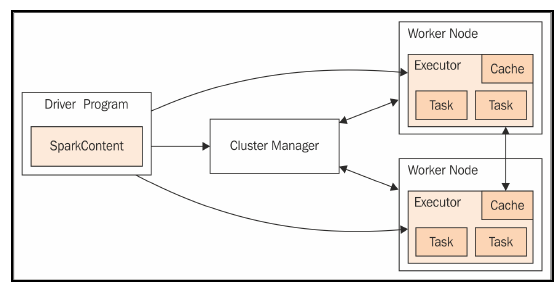 Driver Program
SparkContent
Cluster Manager
Worker Node
Executor
Cache
Task
Task
Worker Node
Executor
Cache
Task
Task